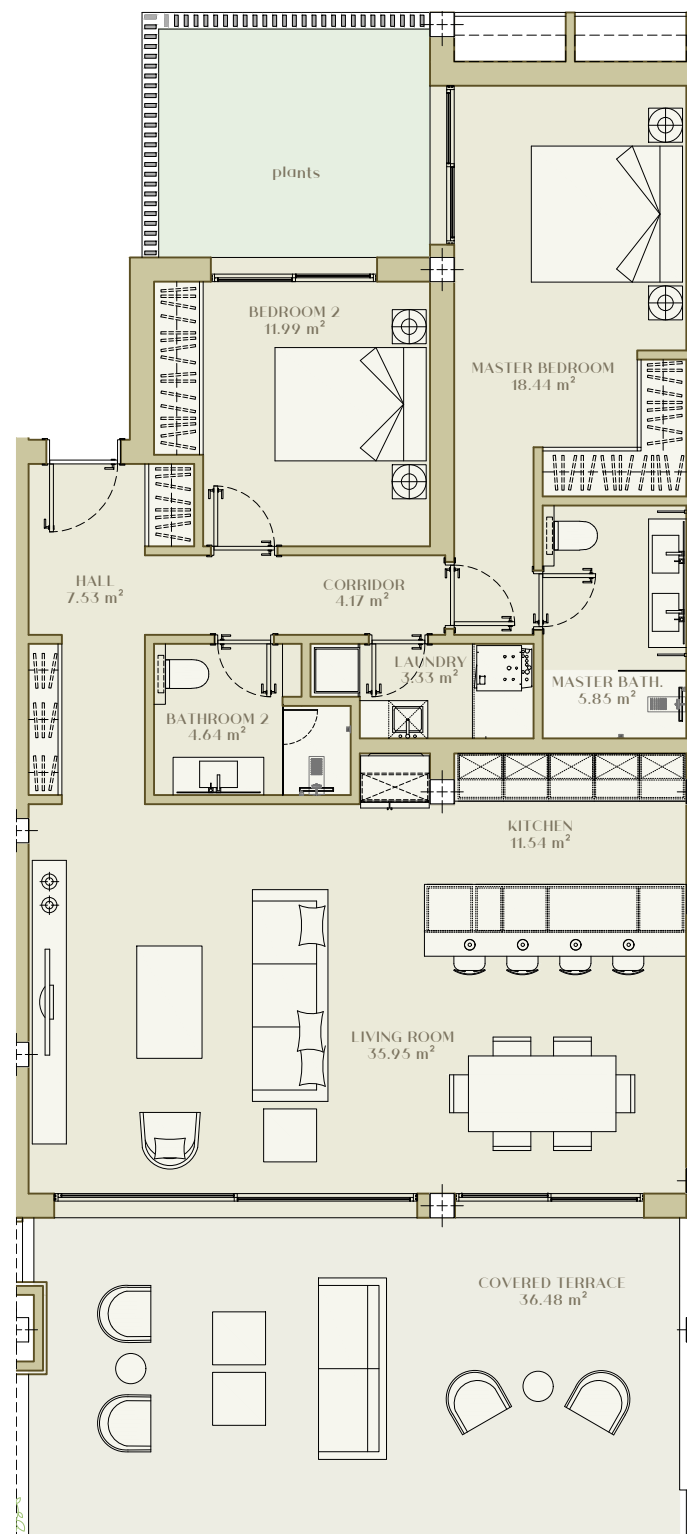 plants
BEDROOM 2
11.99 m²
MASTER BEDROOM
18.44 m²
HALL
7.53 m²
CORRIDOR
4.17 m²
LAUNDRY
3.33 m²
MASTER BATH.
5.85 m²
BATHROOM 2
4.64 m²
KITCHEN
11.54 m²
LIVING ROOM
35.95 m²
COVERED TERRACE
36.48 m²